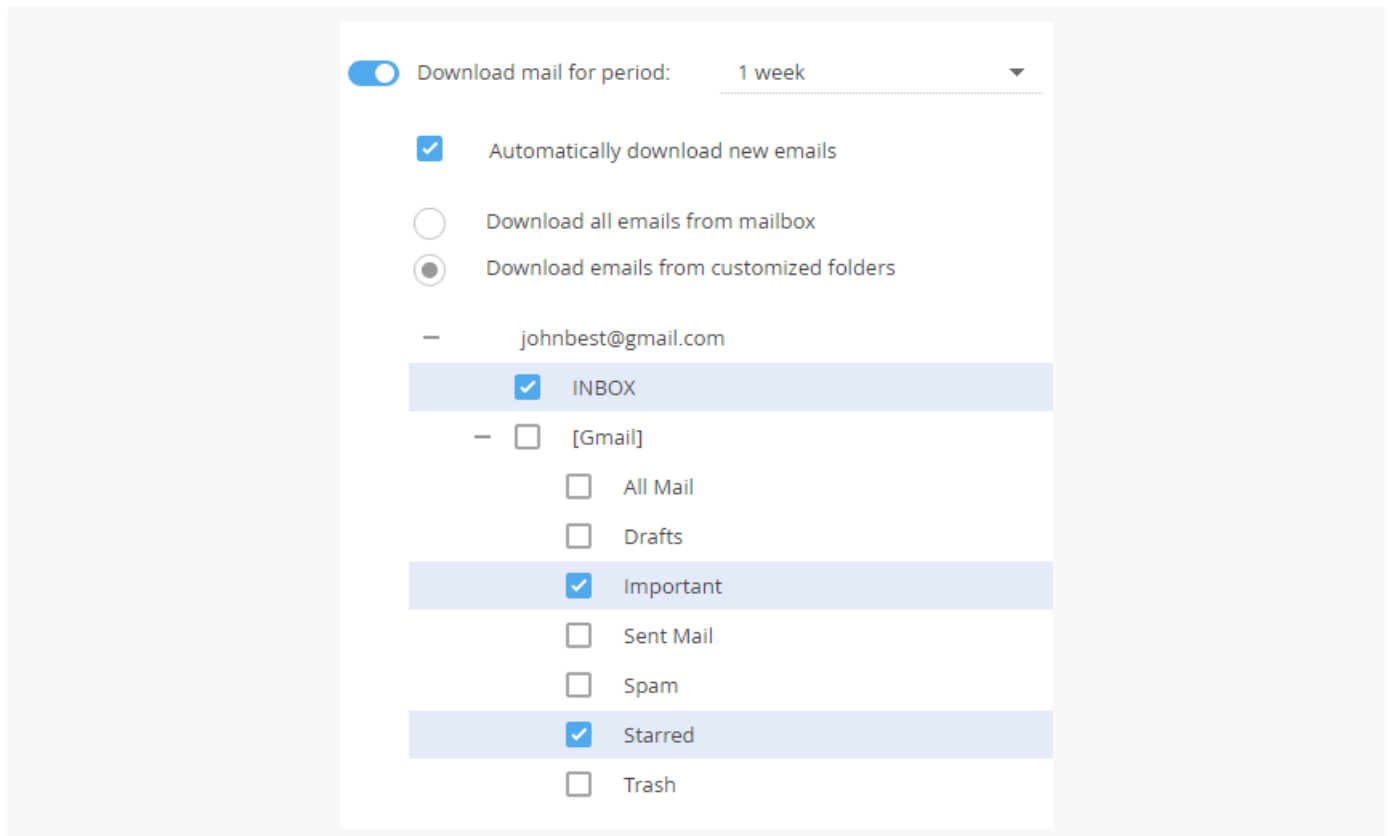 Download mail for period: 1 week
Automatically download new emails
Download all emails from mailbox
Download emails from customized folders
johnbest@gmail.com
INBOX
[Gmail]
All Mail
Drafts
Important
Sent Mail
Spam
Starred
Trash